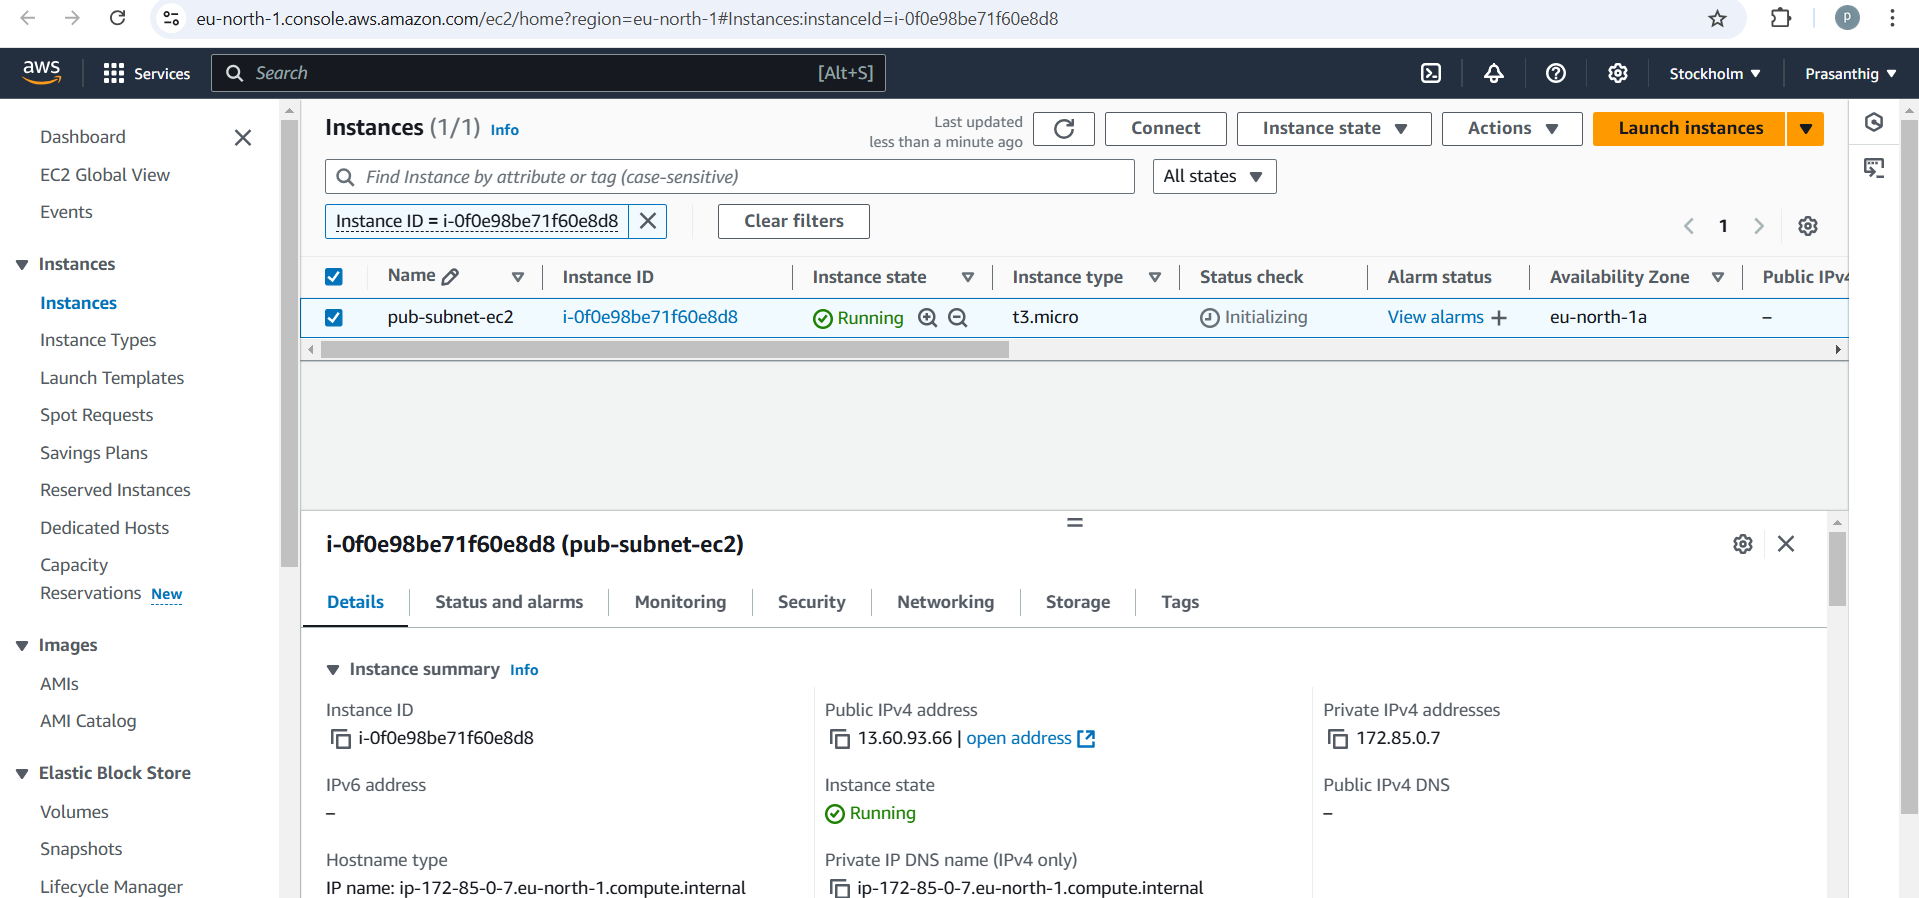 eu-north-1.console.aws.amazon.com/ec2/home?region=eu-north-1#Instances:instanceId=i-0f0e98be71f60e8d8
P
aws
Services
Search
[Alt+S]
Stockholm
Prasanthig
Dashboard
EC2 Global View
Events
Instances
Instances
Instance Types
Launch Templates
Spot Requests
Savings Plans
Reserved Instances
Dedicated Hosts
Capacity
Reservations New
Images
AMIs
AMI Catalog
Elastic Block Store
Volumes
Snapshots
Lifecycle Manager
Instances (1/1) Info
Last updated
less than a minute ago
Connect
Instance state
Actions
Launch instances
Find Instance by attribute or tag (case-sensitive)
All states
Instance ID = i-0f0e98be71f60e8d8
Clear filters
1
Name Instance ID Instance state Instance type Status check Alarm status Availability Zone Public IPv4
pub-subnet-ec2 i-0f0e98be71f60e8d8 Running t3.micro Initializing View alarms + eu-north-1a –
i-0f0e98be71f60e8d8 (pub-subnet-ec2)
Details Status and alarms Monitoring Security Networking Storage Tags
Instance summary Info
Instance ID
i-0f0e98be71f60e8d8
Public IPv4 address
13.60.93.66 | open address
Private IPv4 addresses
172.85.0.7
IPv6 address
–
Instance state
Running
Public IPv4 DNS
–
Hostname type
IP name: ip-172-85-0-7.eu-north-1.compute.internal
Private IP DNS name (IPv4 only)
ip-172-85-0-7.eu-north-1.compute.internal